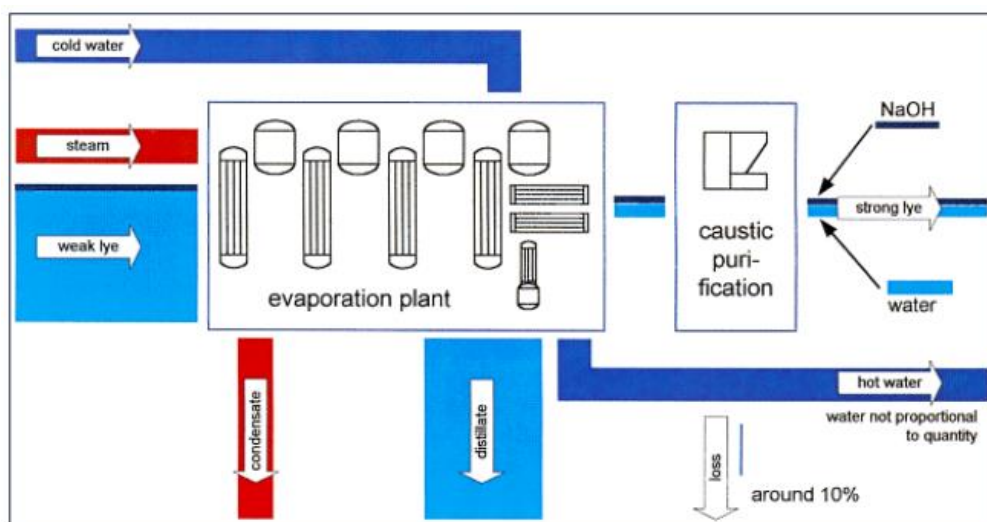 cold water
steam
weak lye
evaporation plant
caustic
puri-
fication
NaOH
strong lye
water
condensate
distillate
hot water
water not proportional
to quantity
loss
around 10%